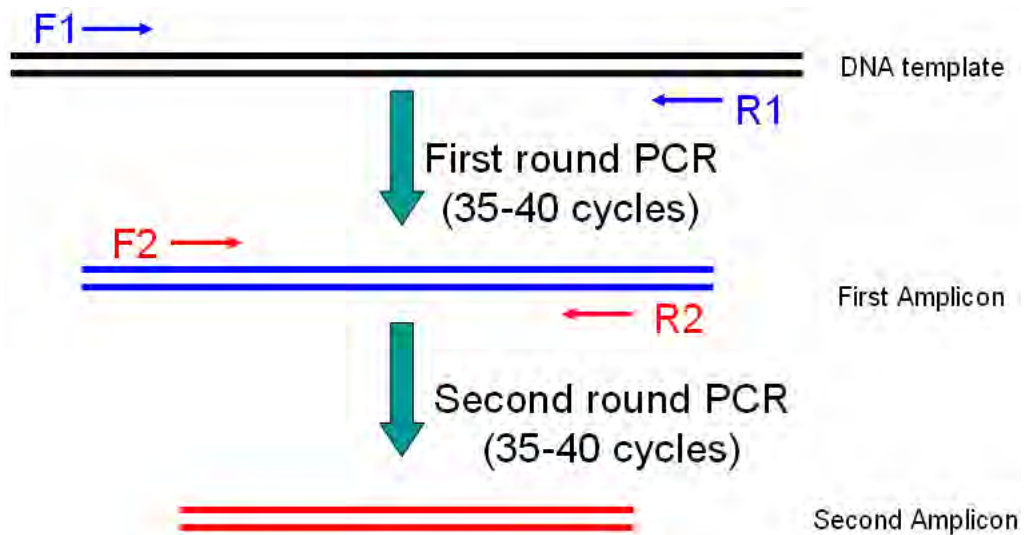 F1
DNA template
R1
First round PCR
(35-40 cycles)
F2
First Amplicon
R2
Second round PCR
(35-40 cycles)
Second Amplicon